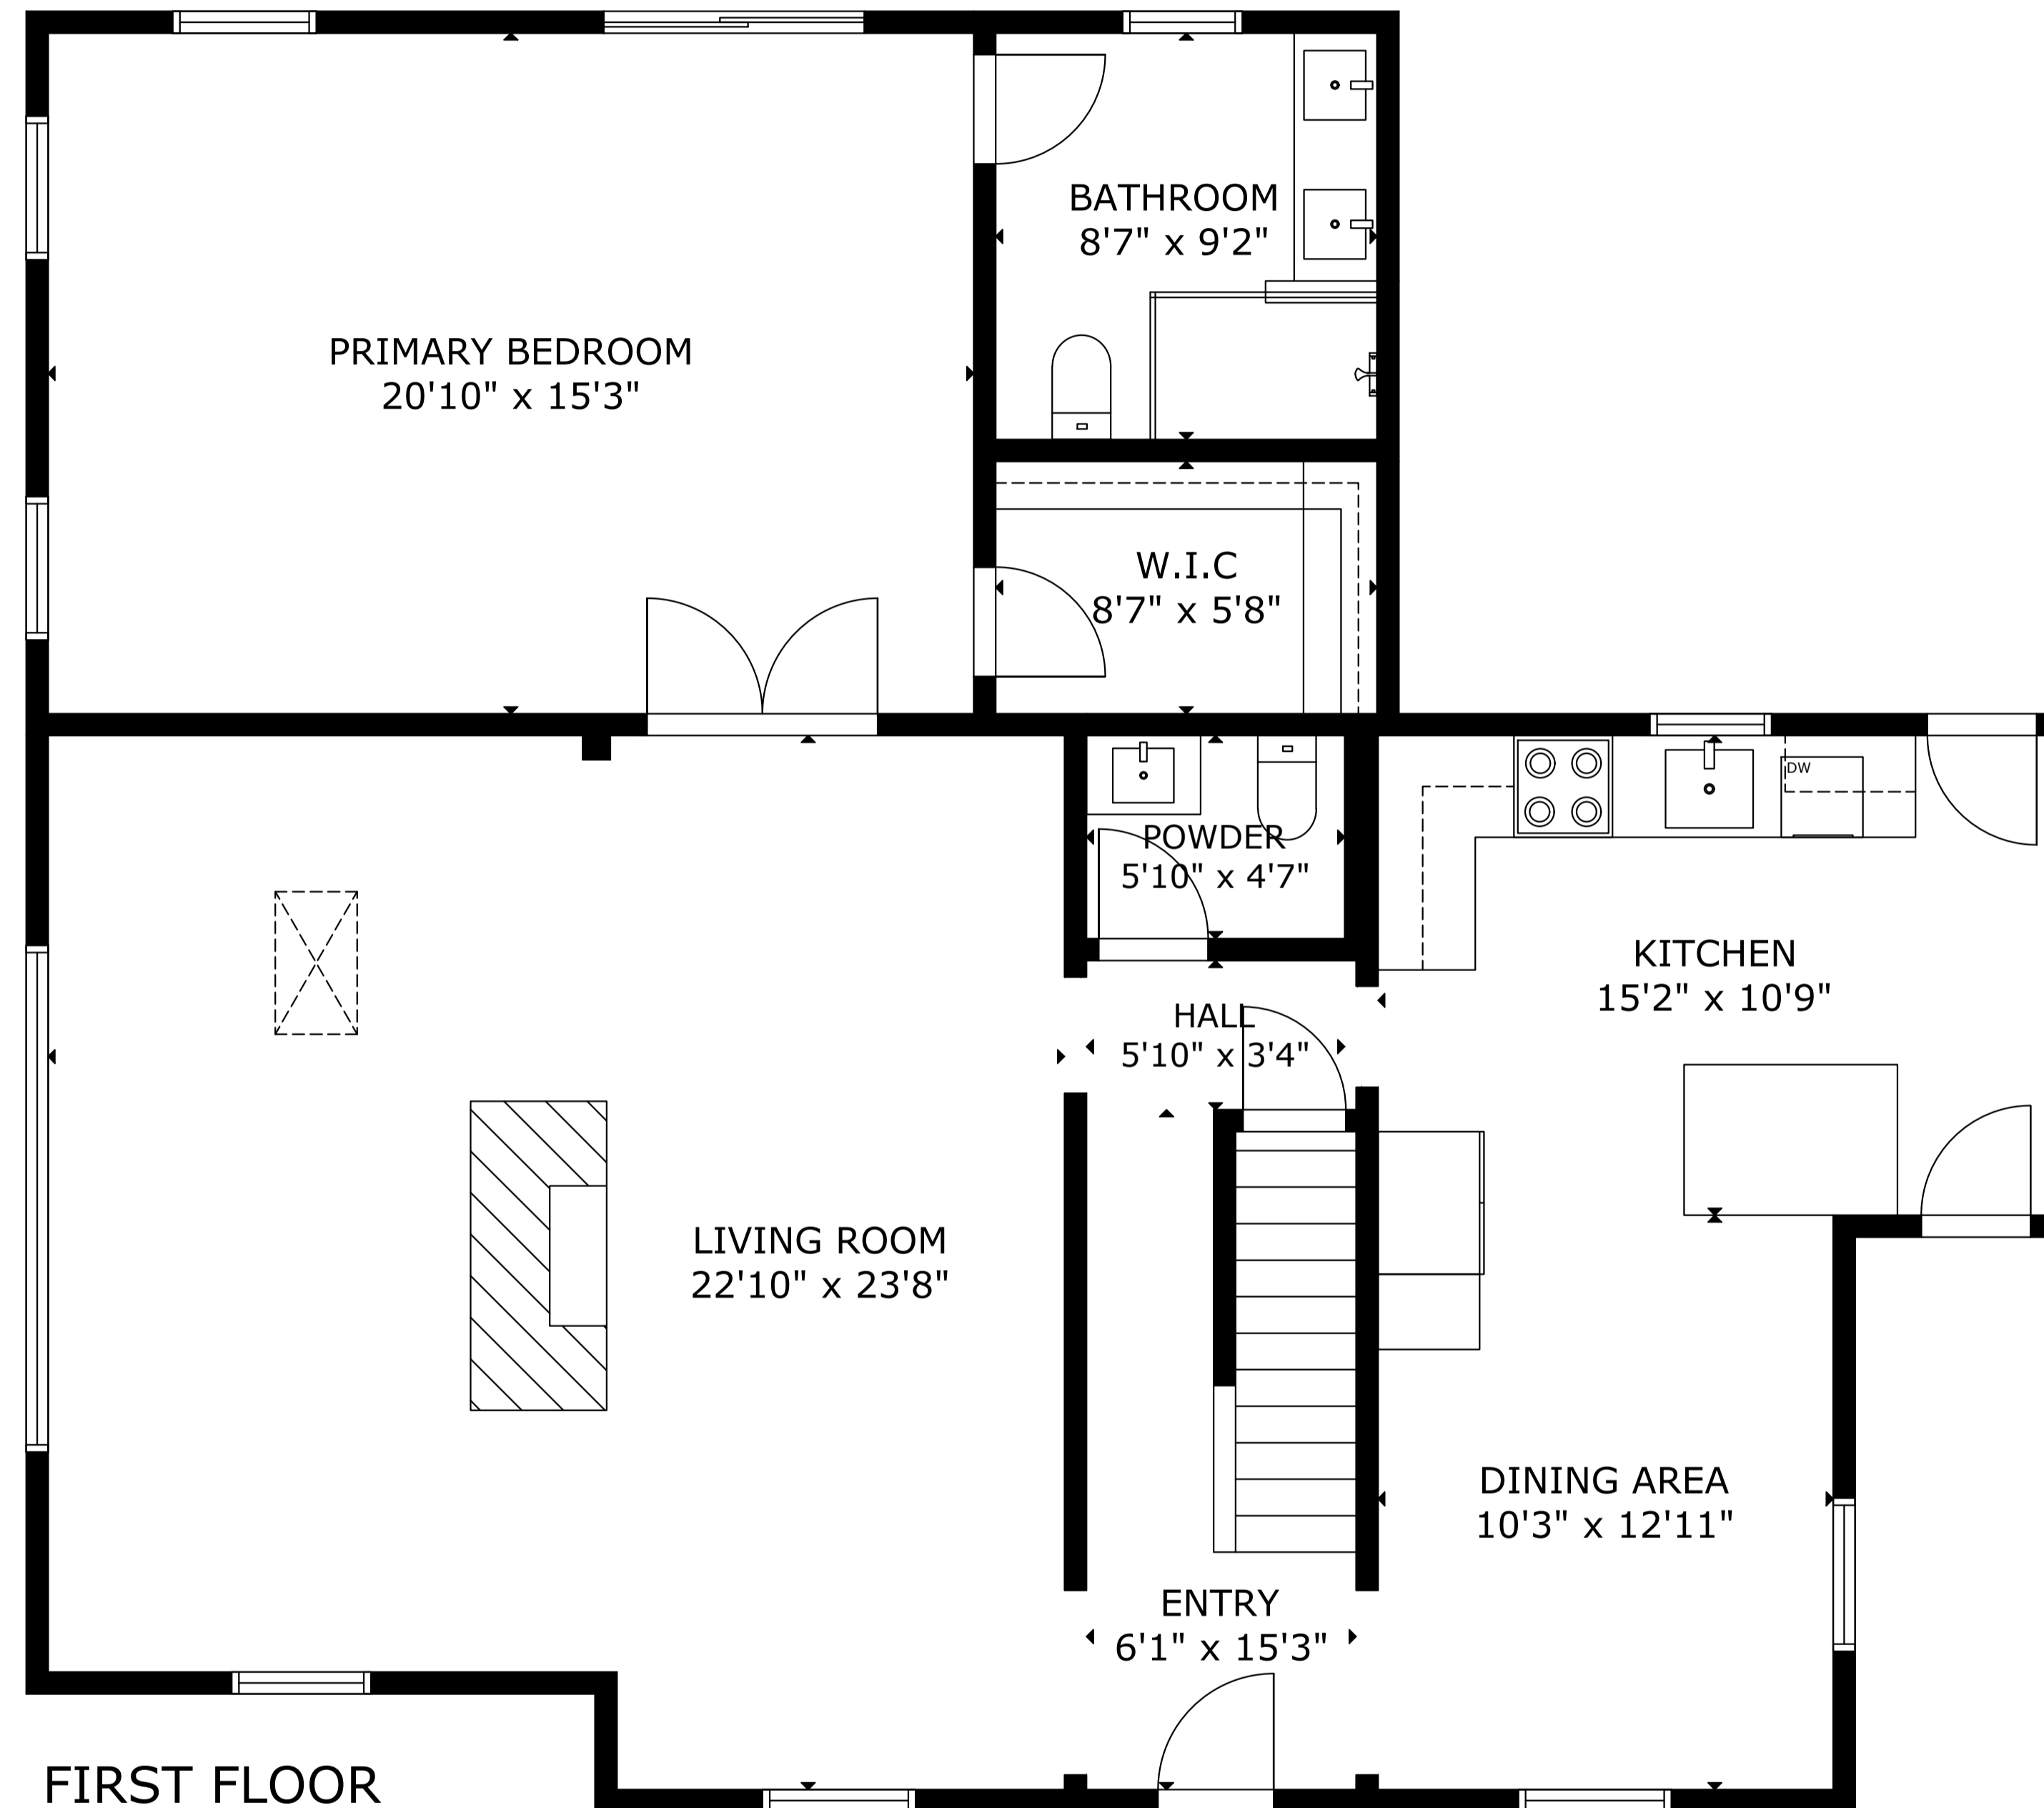 BATHROOM
8'7" x 9'2"
PRIMARY BEDROOM
20'10" x 15'3"
W.I.C
8'7" x 5'8"
DW
POWDER
5'10" x 4'7"
KITCHEN
15'2" x 10'9"
HALL
5'10" x 3'4"
LIVING ROOM
22'10" x 23'8"
DINING AREA
10'3" x 12'11"
ENTRY
6'1" x 15'3"
FIRST FLOOR